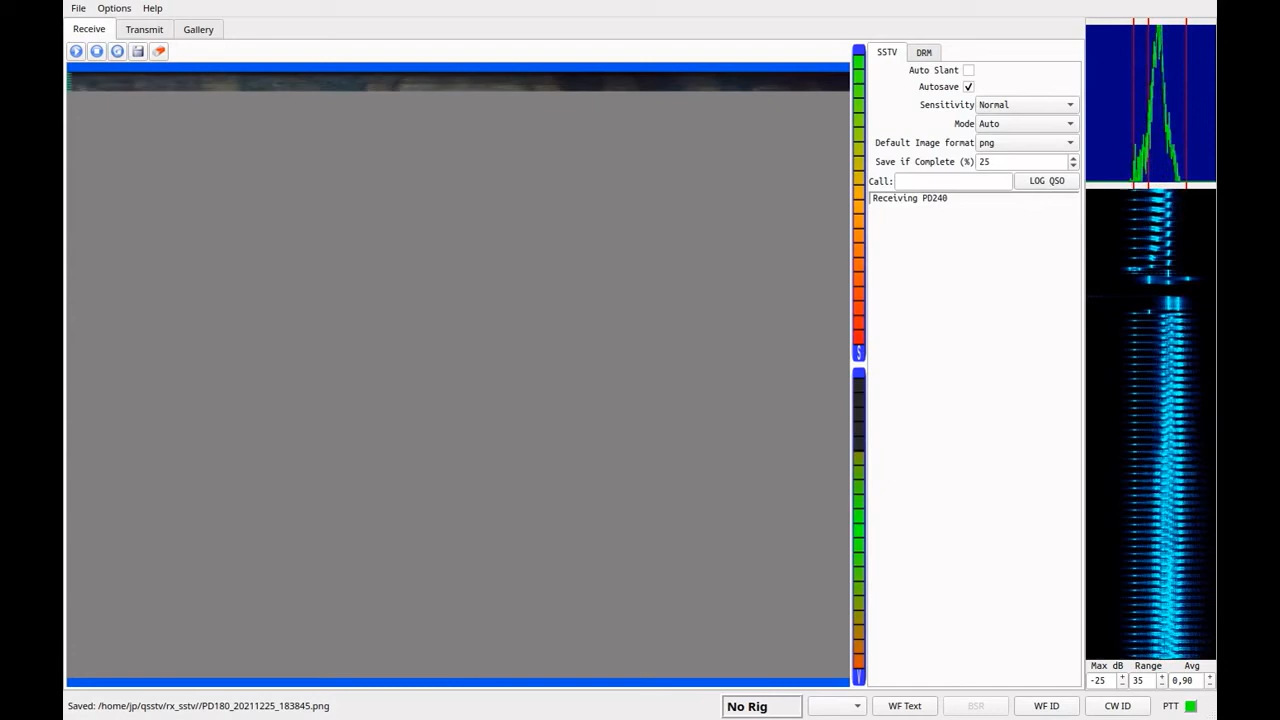 File Options Help
Receive Transmit Gallery
SSTV DRM
Auto Slant
Autosave
Sensitivity Normal
Mode Auto
Default Image format png
Save if Complete (%) 25
Call: LOG QSO
Receiving PD240
S
V
Max dB Range Avg
-25 35 0,90
Saved: /home/jp/qsstv/rx_sstv//PD180_20211225_183845.png No Rig WF Text BSR WF ID CW ID PTT